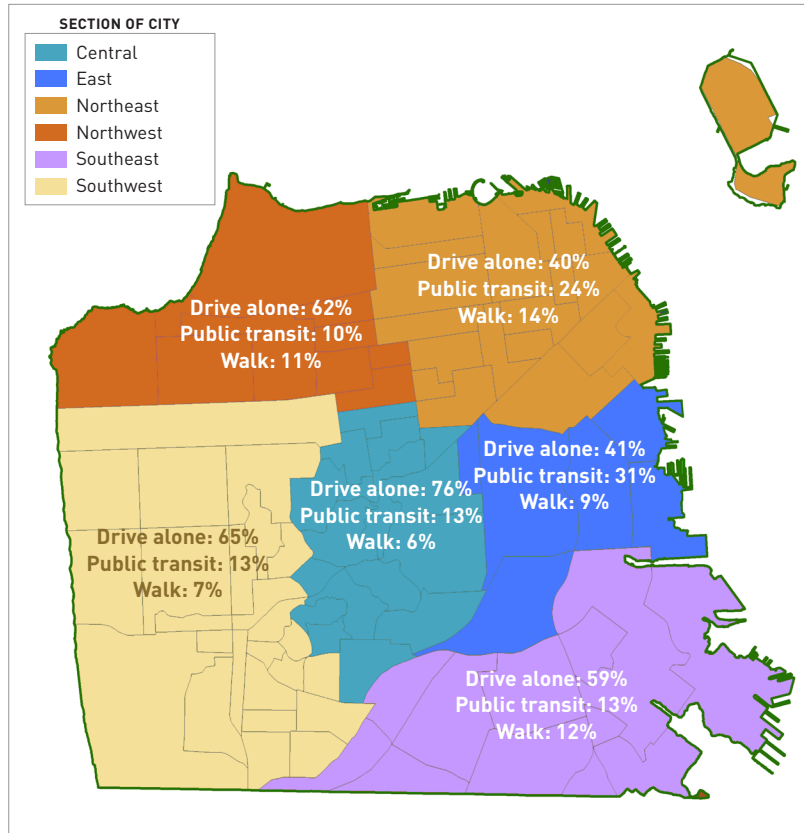 SECTION OF CITY
Central
East
Northeast
Northwest
Southeast
Southwest
Drive alone: 40%
Public transit: 24%
Walk: 14%
Drive alone: 62%
Public transit: 10%
Walk: 11%
Drive alone: 41%
Public transit: 31%
Walk: 9%
Drive alone: 76%
Public transit: 13%
Walk: 6%
Drive alone: 65%
Public transit: 13%
Walk: 7%
Drive alone: 59%
Public transit: 13%
Walk: 12%